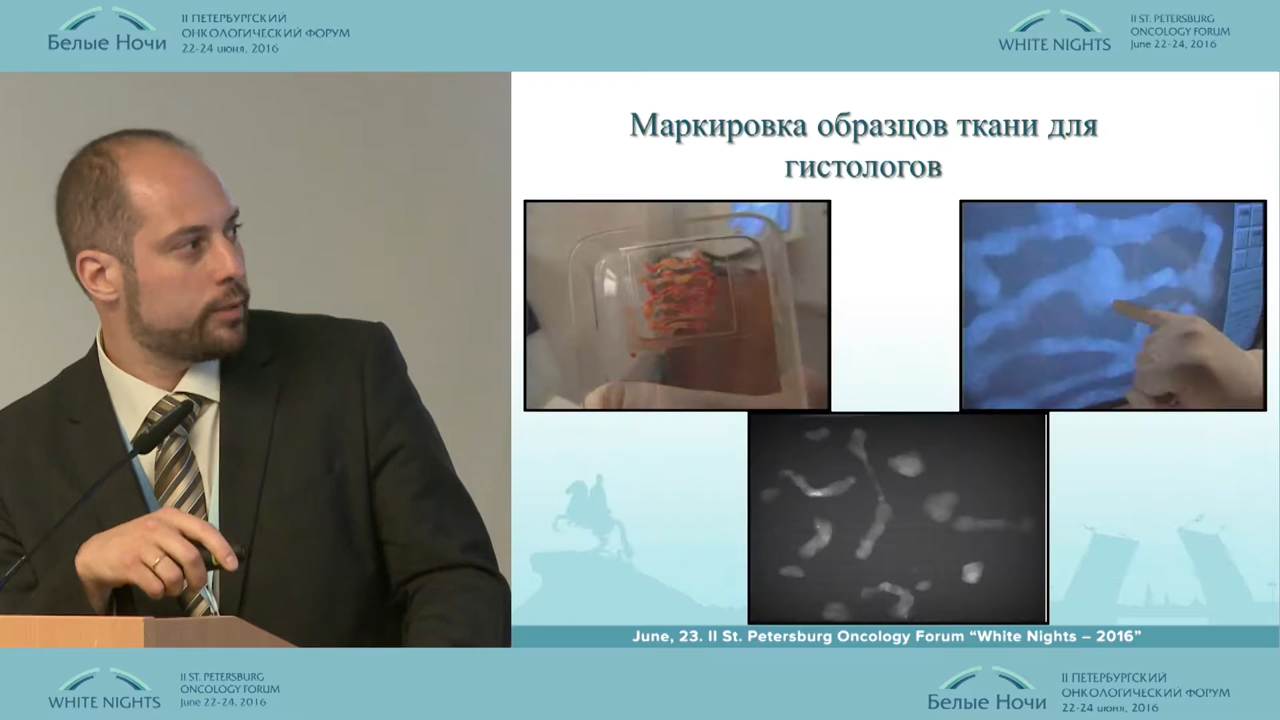 Белые Ночи
II ПЕТЕРБУРГСКИЙ
ОНКОЛОГИЧЕСКИЙ ФОРУМ
22-24 июня, 2016
WHITE NIGHTS
II ST. PETERSBURG
ONCOLOGY FORUM
June 22-24, 2016
Маркировка образцов ткани для
гистологов
June, 23. II St. Petersburg Oncology Forum “White Nights – 2016”
WHITE NIGHTS
II ST. PETERSBURG
ONCOLOGY FORUM
June 22-24, 2016
Белые Ночи
II ПЕТЕРБУРГСКИЙ
ОНКОЛОГИЧЕСКИЙ ФОРУМ
22-24 июня, 2016